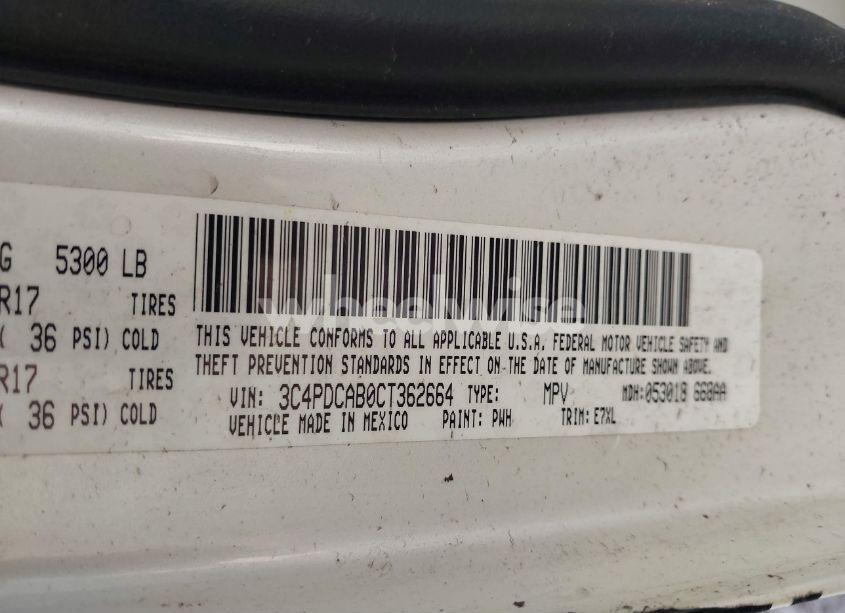 G 5300 LB
R17 TIRES
( 36 PSI) COLD
R17 TIRES
( 36 PSI) COLD
THIS VEHICLE CONFORMS TO ALL APPLICABLE U.S.A. FEDERAL MOTOR VEHICLE SAFETY AND
THEFT PREVENTION STANDARDS IN EFFECT ON THE DATE OF MANUFACTURE SHOWN ABOVE.
VIN: 3C4PDCAB0CT362664 TYPE: MPV MDH: 053018 668AA
VEHICLE MADE IN MEXICO PAINT: PWH TRIM: E7XL
wheelwise